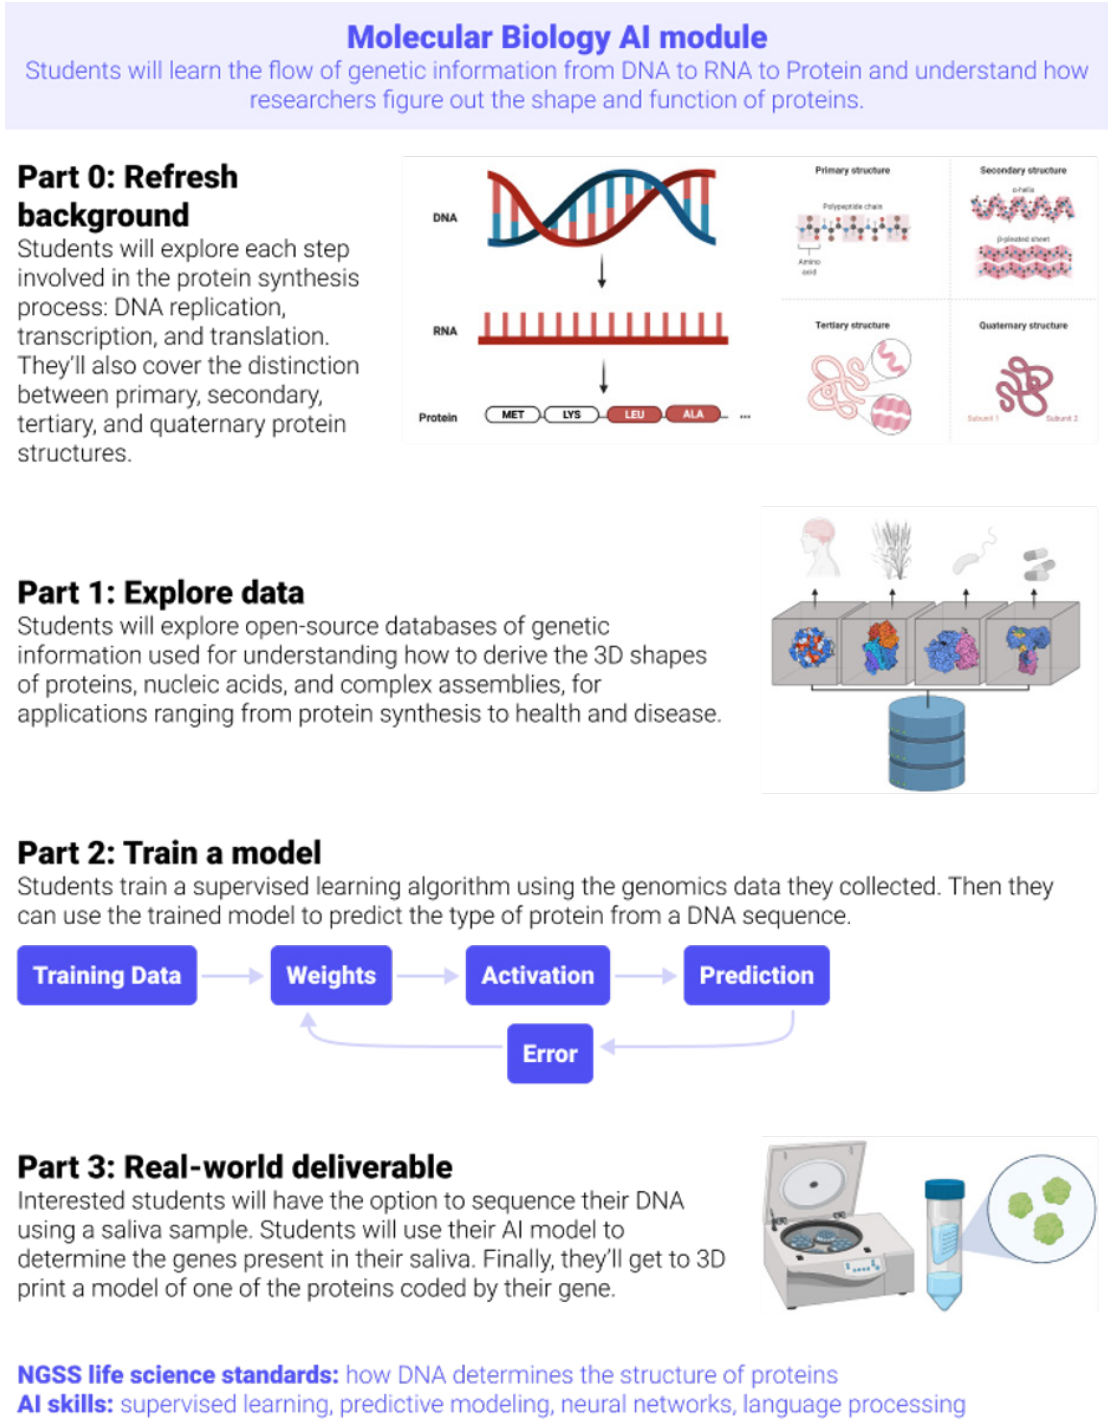 Molecular Biology AI module
Students will learn the flow of genetic information from DNA to RNA to Protein and understand how
researchers figure out the shape and function of proteins.
Part 0: Refresh
background
Students will explore each step
involved in the protein synthesis
process: DNA replication,
transcription, and translation.
They'll also cover the distinction
between primary, secondary,
tertiary, and quaternary protein
structures.
DNA
RNA
Protein
MET
LYS
LEU
ALA
...
Primary structure
Polypeptide chain
Amino
acid
Secondary structure
α-helix
β-pleated sheet
Tertiary structure
Quaternary structure
Subunit 1
Subunit 2
Part 1: Explore data
Students will explore open-source databases of genetic
information used for understanding how to derive the 3D shapes
of proteins, nucleic acids, and complex assemblies, for
applications ranging from protein synthesis to health and disease.
Part 2: Train a model
Students train a supervised learning algorithm using the genomics data they collected. Then they
can use the trained model to predict the type of protein from a DNA sequence.
Training Data
Weights
Activation
Prediction
Error
Part 3: Real-world deliverable
Interested students will have the option to sequence their DNA
using a saliva sample. Students will use their AI model to
determine the genes present in their saliva. Finally, they'll get to 3D
print a model of one of the proteins coded by their gene.
NGSS life science standards: how DNA determines the structure of proteins
AI skills: supervised learning, predictive modeling, neural networks, language processing